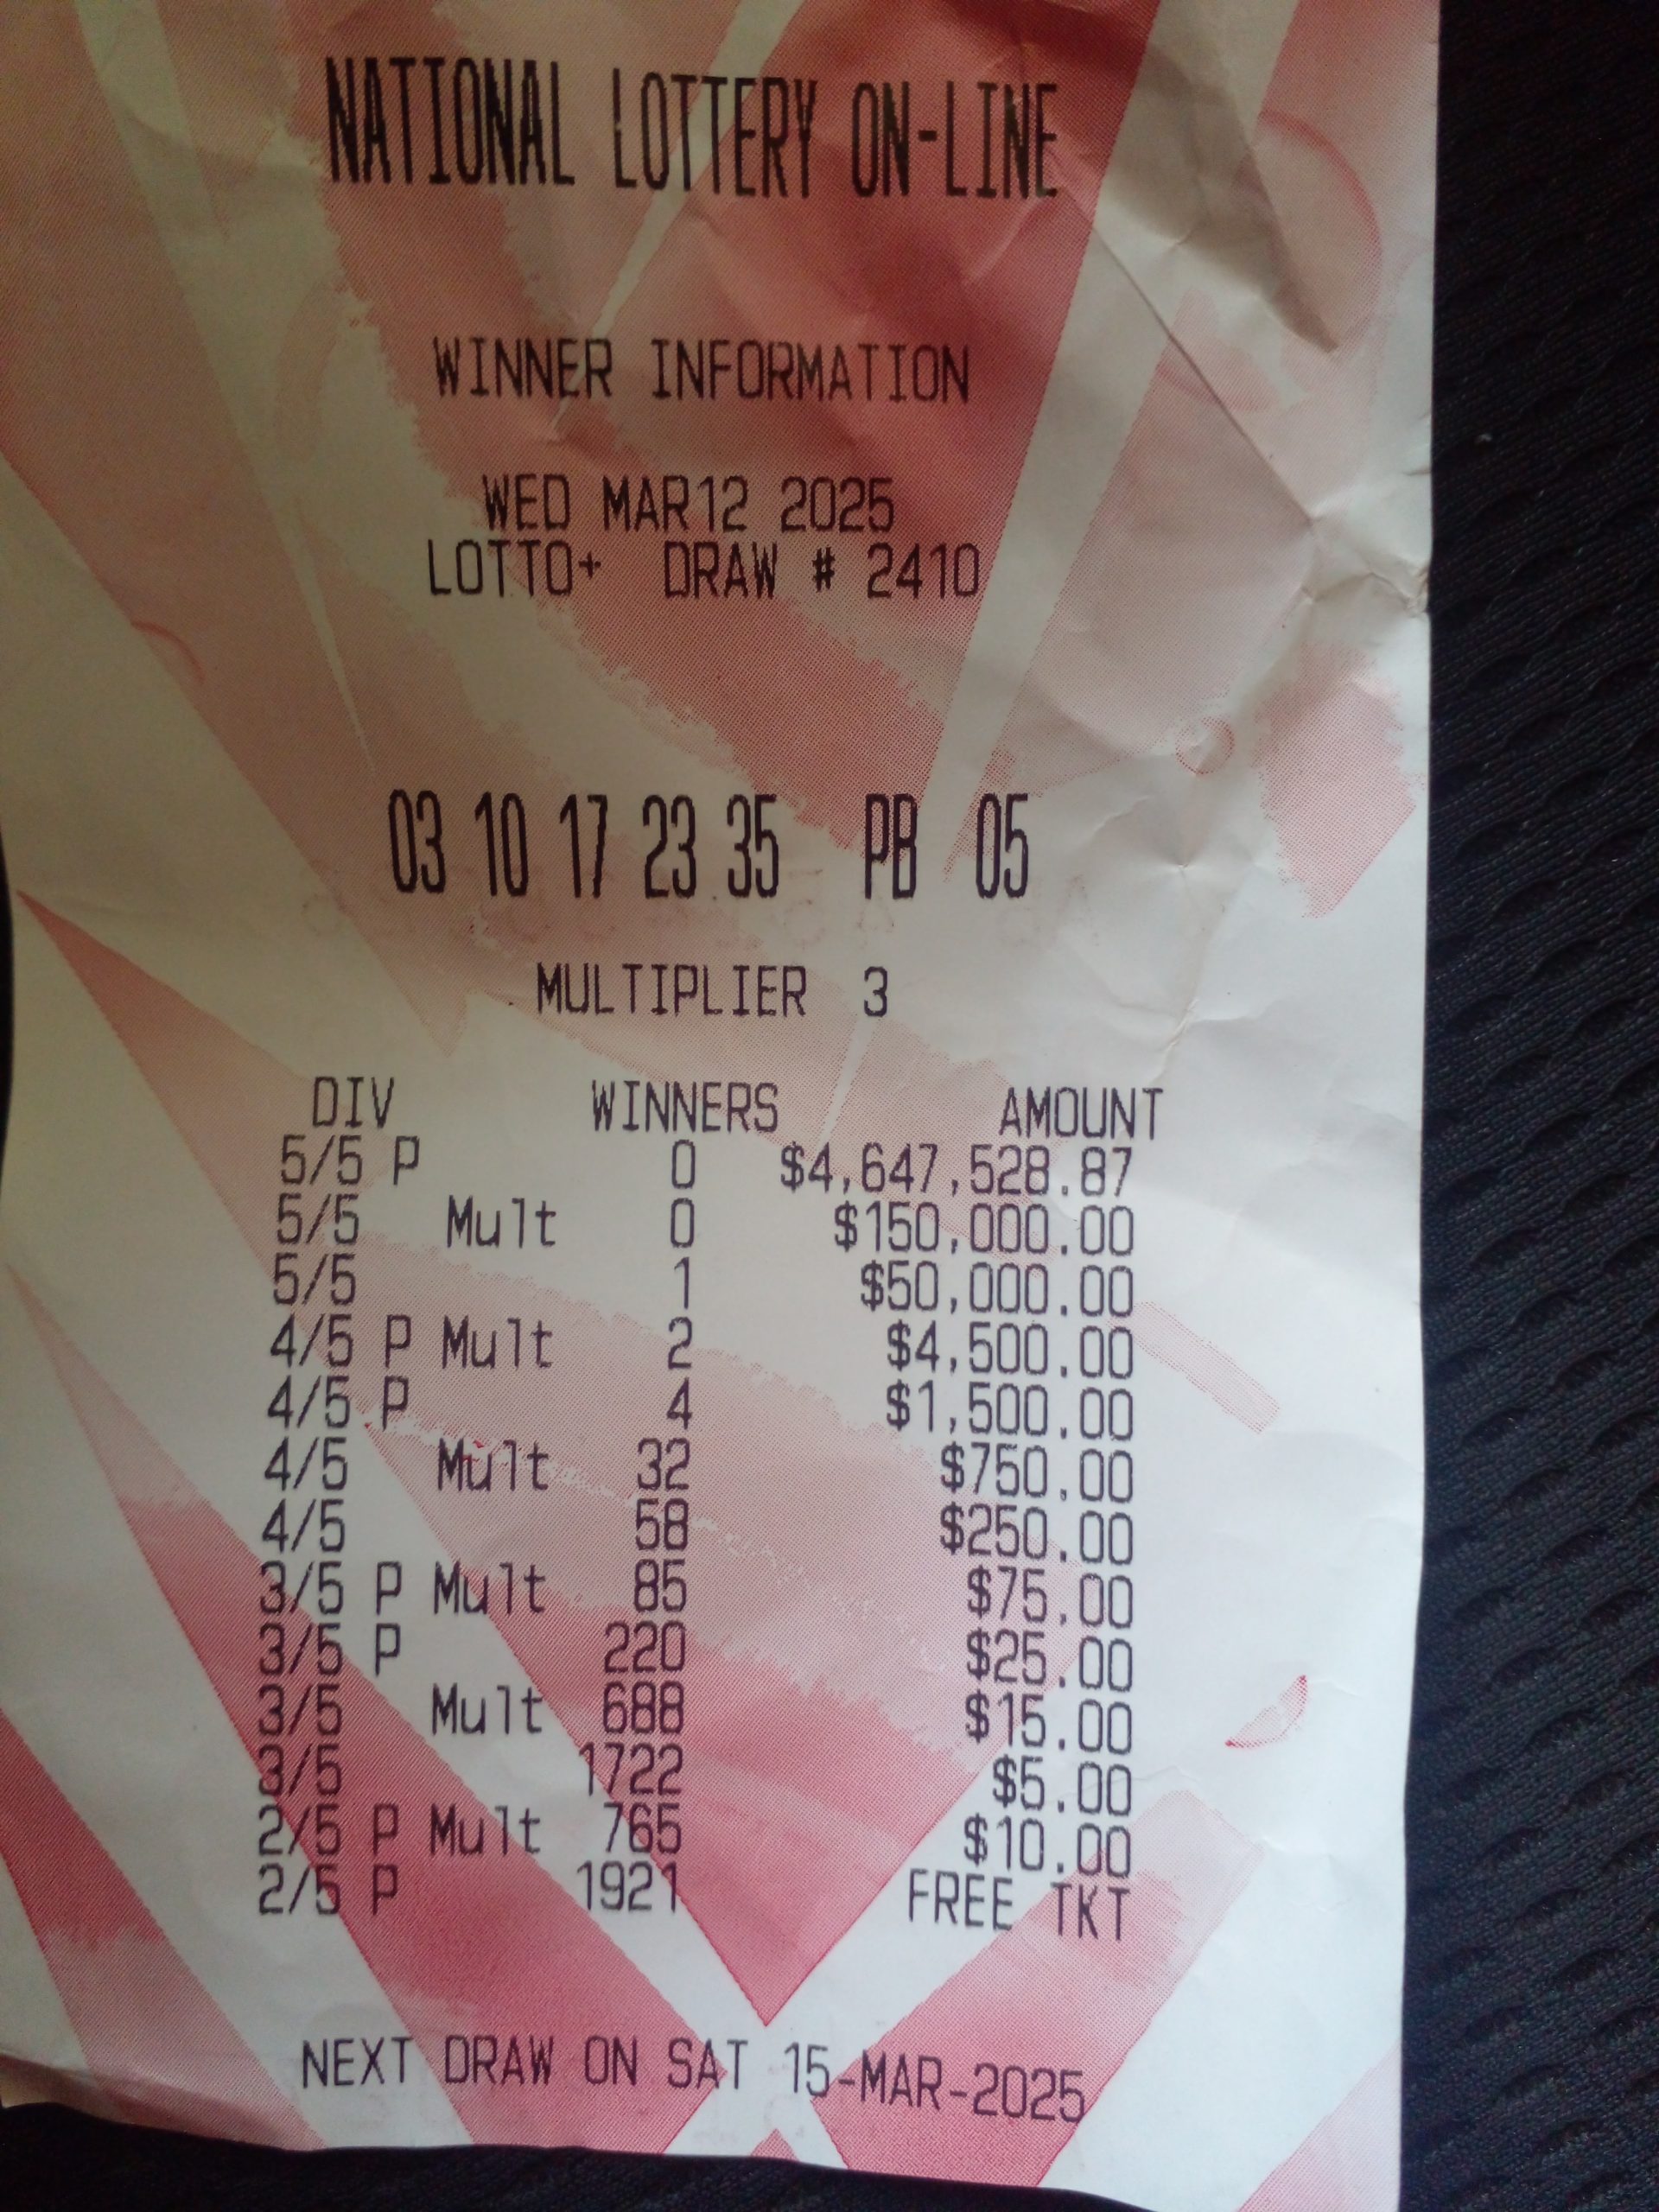 NATIONAL LOTTERY ON-LINE
WINNER INFORMATION
WED MAR12 2025
LOTTO+ DRAW # 2410
03 10 17 23 35 PB 05
MULTIPLIER 3
DIV WINNERS AMOUNT
5/5 P 0 $4,647,528.87
5/5 Mult 0 $150,000.00
5/5 1 $50,000.00
4/5 P Mult 2 $4,500.00
4/5 P 4 $1,500.00
4/5 Mult 32 $750.00
4/5 58 $250.00
3/5 P Mult 85 $75.00
3/5 P 220 $25.00
3/5 Mult 688 $15.00
3/5 1722 $5.00
2/5 P Mult 765 $10.00
2/5 P 1921 FREE TKT
NEXT DRAW ON SAT 15-MAR-2025